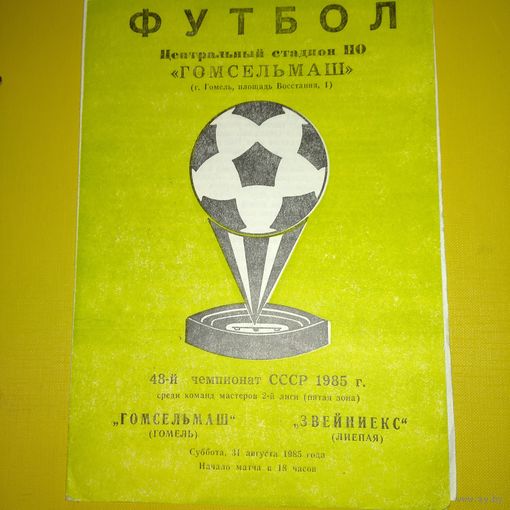 ФУТБОЛ
Центральный стадион ПО
«ГОМСЕЛЬМАШ»
(г. Гомель, площадь Восстания, 1)
48-й чемпионат СССР 1985 г.
среди команд мастеров 2-й лиги (пятая зона)
„ГОМСЕЛЬМАШ“ „ЗВЕЙНИЕКС“
(ГОМЕЛЬ) (ЛИЕПАЯ)
Суббота, 31 августа 1985 года
Начало матча в 18 часов